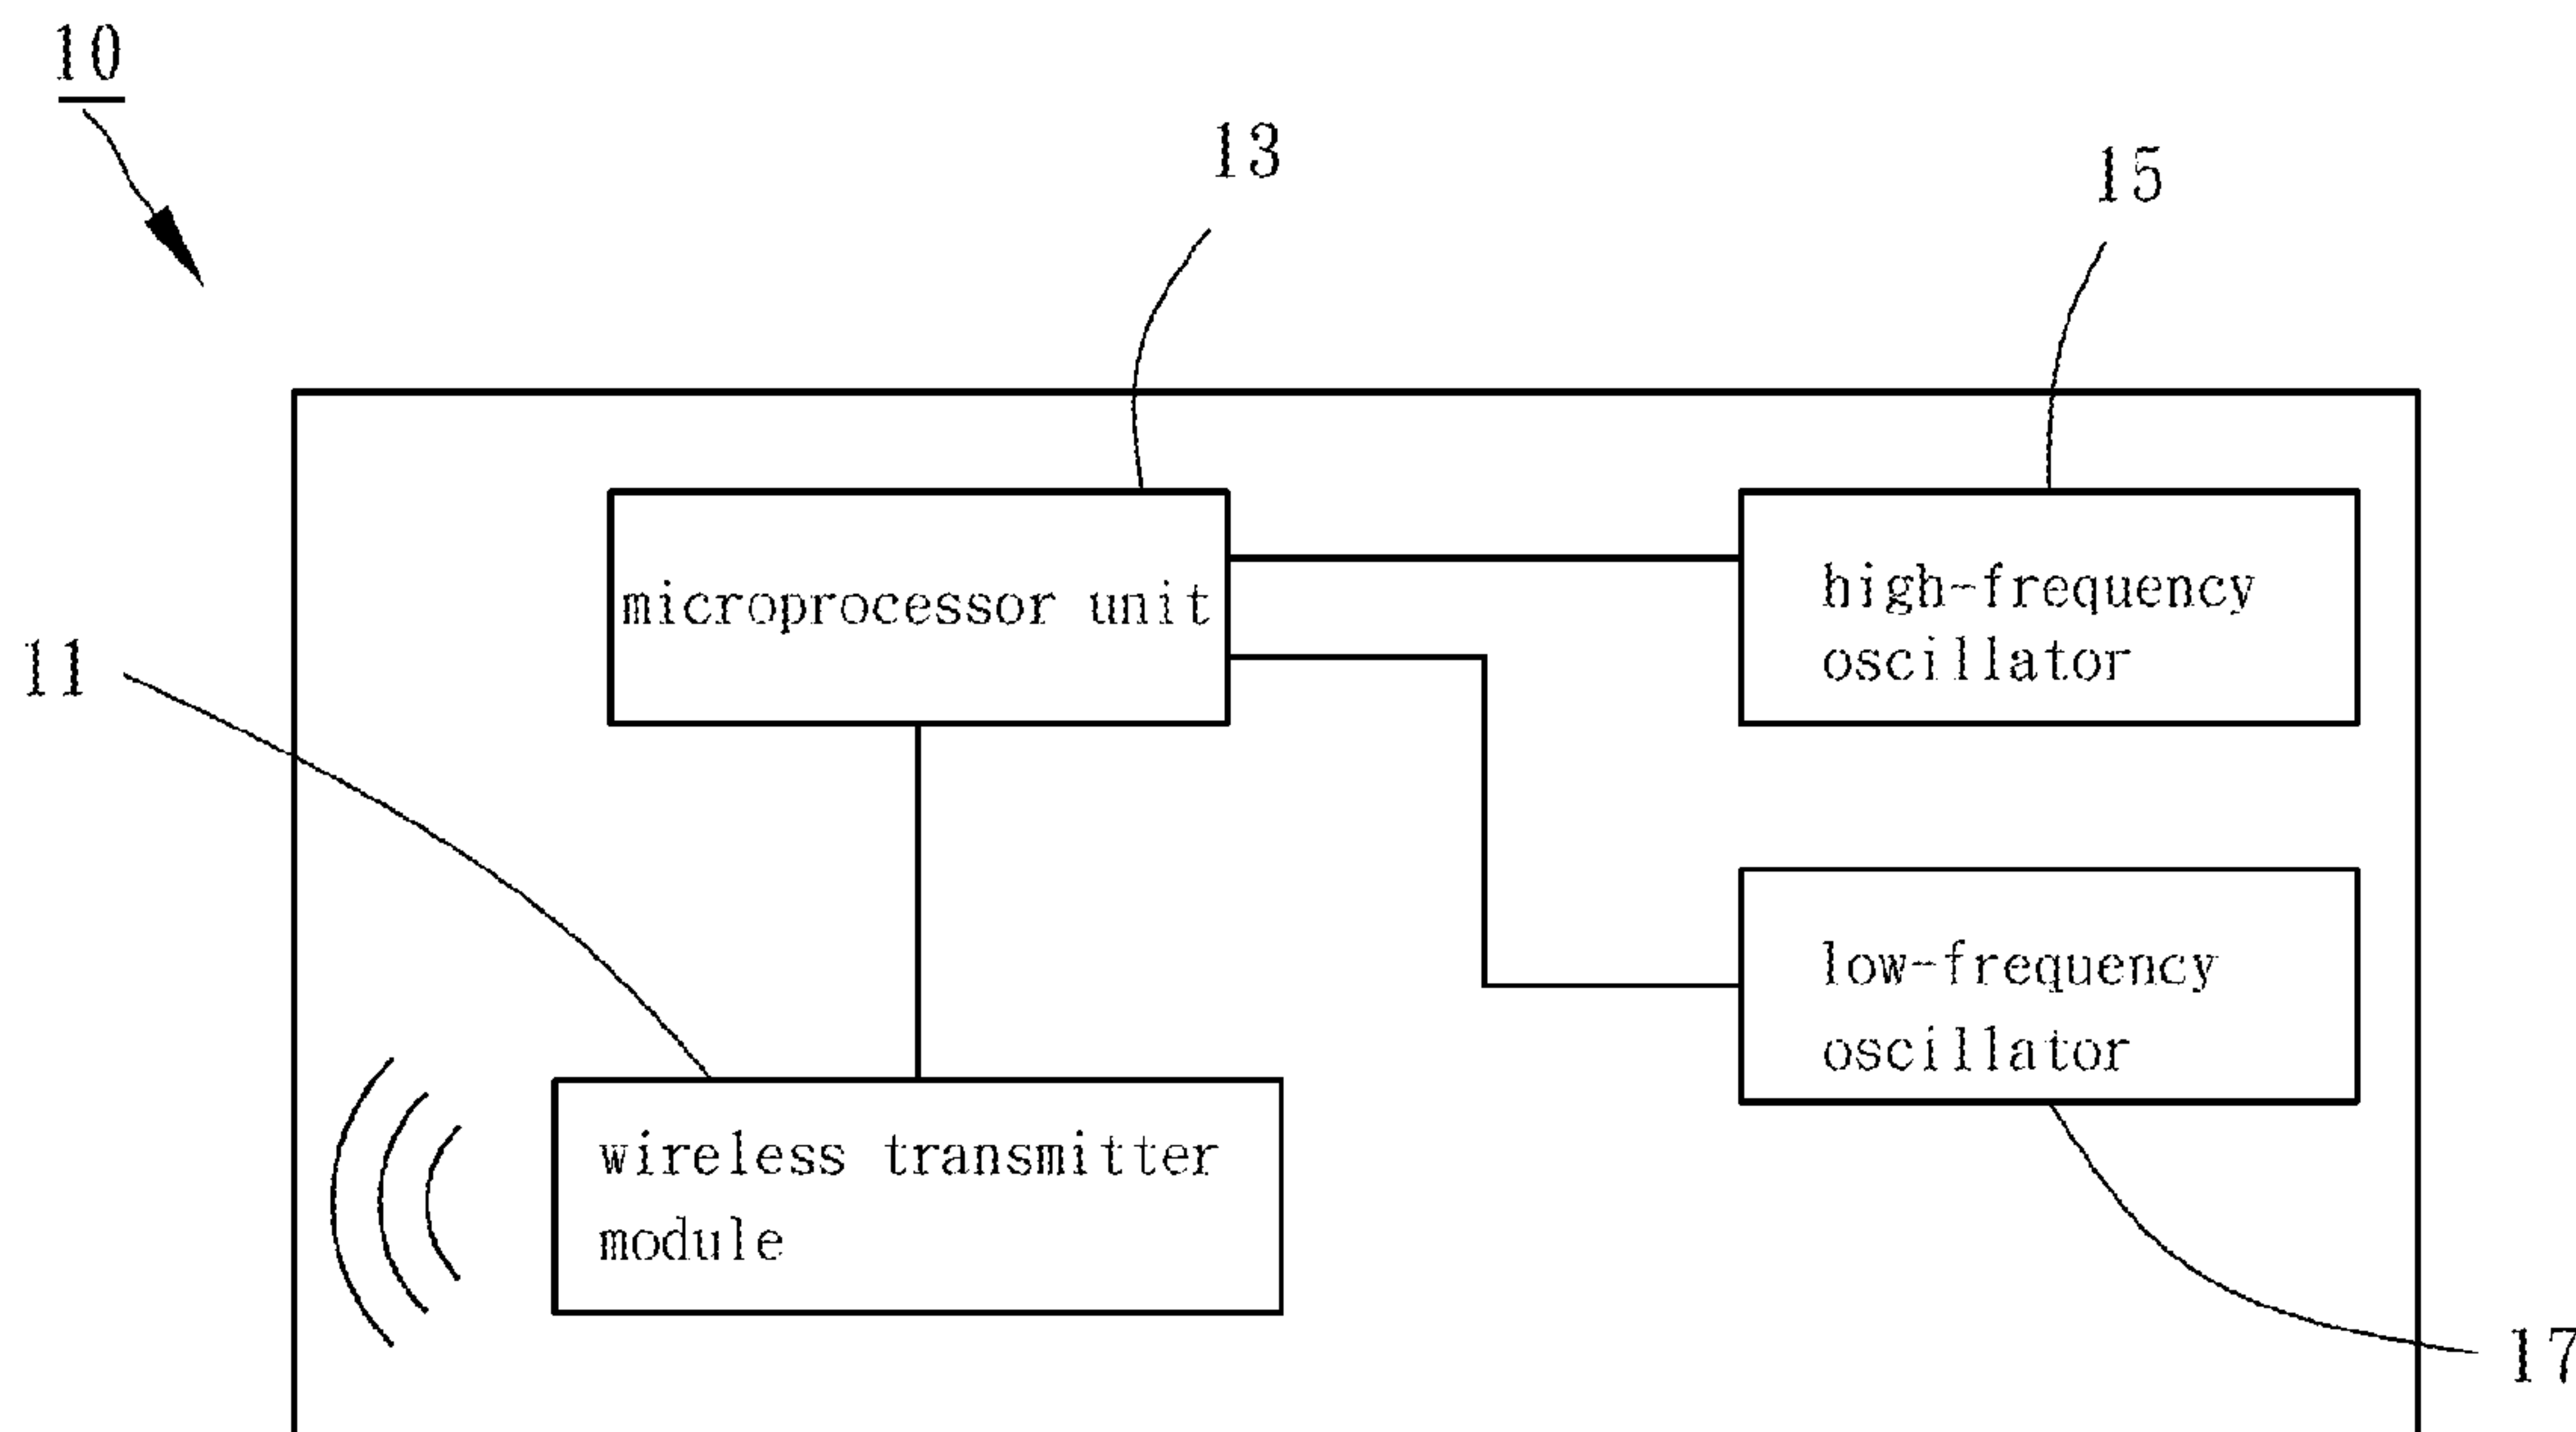 10
13
15
microprocessor unit
high-frequency
oscillator
11
low-frequency
oscillator
wireless transmitter
module
17